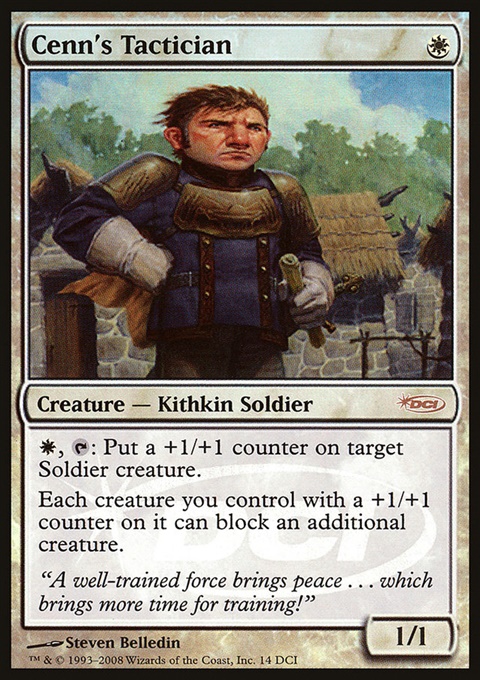 Cenn's Tactician
DCI
Creature — Kithkin Soldier
DCI
, : Put a +1/+1 counter on target
Soldier creature.
Each creature you control with a +1/+1
counter on it can block an additional
creature.
“A well-trained force brings peace . . . which
brings more time for training!”
Steven Belledin
1/1
™ & © 1993–2008 Wizards of the Coast, Inc. 14 DCI